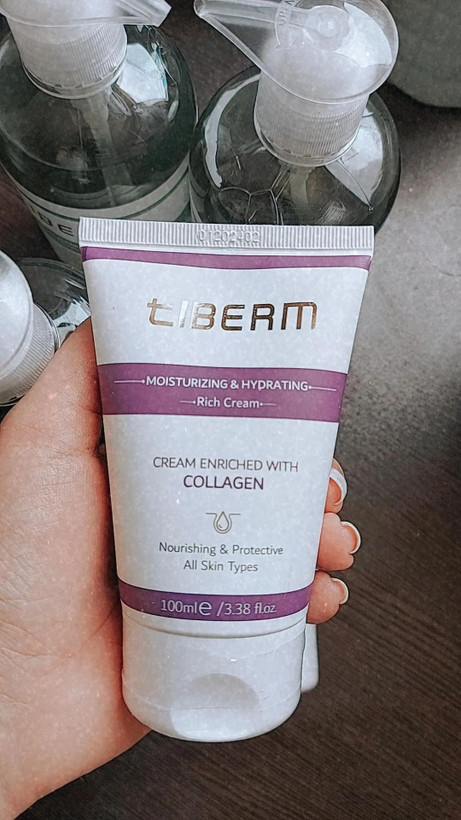 01202402
tIBERM
MOISTURIZING & HYDRATING
Rich Cream
CREAM ENRICHED WITH
COLLAGEN
Nourishing & Protective
All Skin Types
100ml e / 3.38 fl.oz.